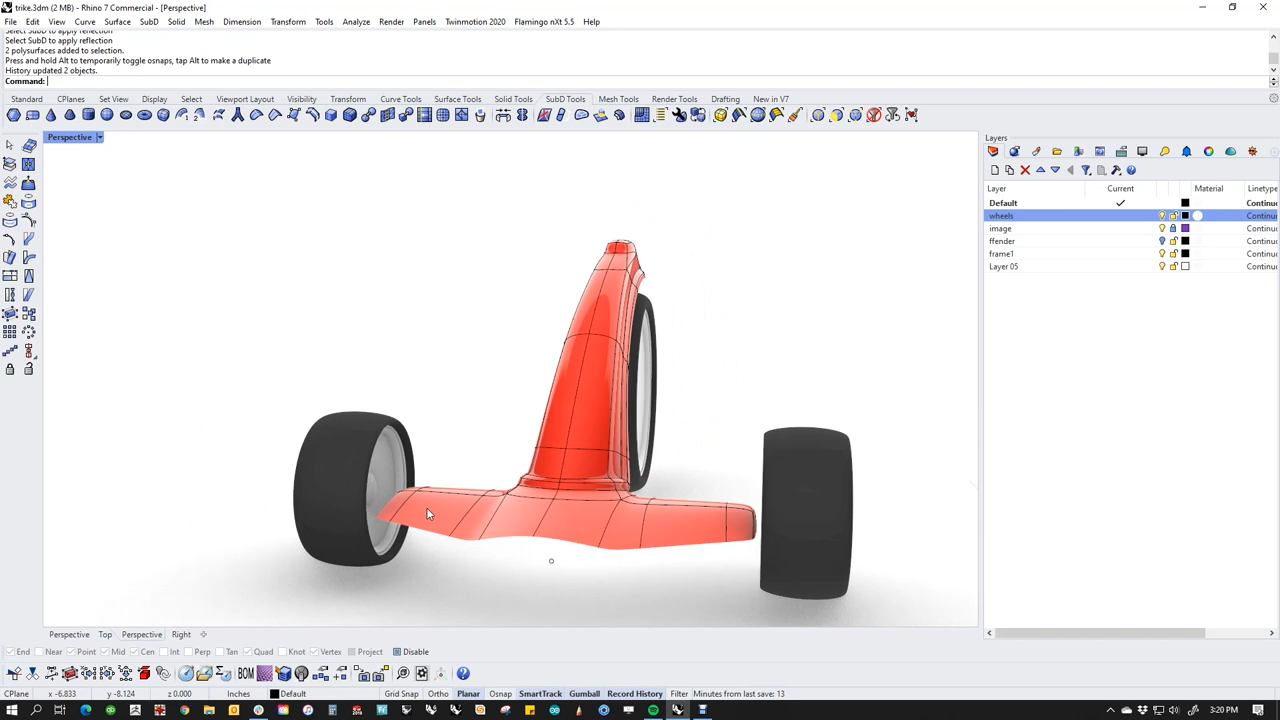 trike.3dm (2 MB) - Rhino 7 Commercial - [Perspective]
File Edit View Curve Surface SubD Solid Mesh Dimension Transform Tools Analyze Render Panels Twinmotion 2020 Flamingo nXt 5.5 Help
Select SubD to apply reflection
Select SubD to apply reflection
2 polysurfaces added to selection.
Press and hold Alt to temporarily toggle osnaps, tap Alt to make a duplicate
History updated 2 objects.
Command:
Standard CPlanes Set View Display Select Viewport Layout Visibility Transform Curve Tools Surface Tools Solid Tools SubD Tools Mesh Tools Render Tools Drafting New in V7
Perspective
Layers
Layer Current Material Linetype
Default Continuc
wheels Continuc
image Continuc
ffender Continuc
frame1 Continuc
Layer 05 Continuc
Perspective Top Perspective Right
End Near Point Mid Cen Int Perp Tan Quad Knot Vertex Project Disable
BOM
CPlane x -6.833 y -8.124 z 0.000 Inches Default Grid Snap Ortho Planar Osnap SmartTrack Gumball Record History Filter Minutes from last save: 13
3:20 PM